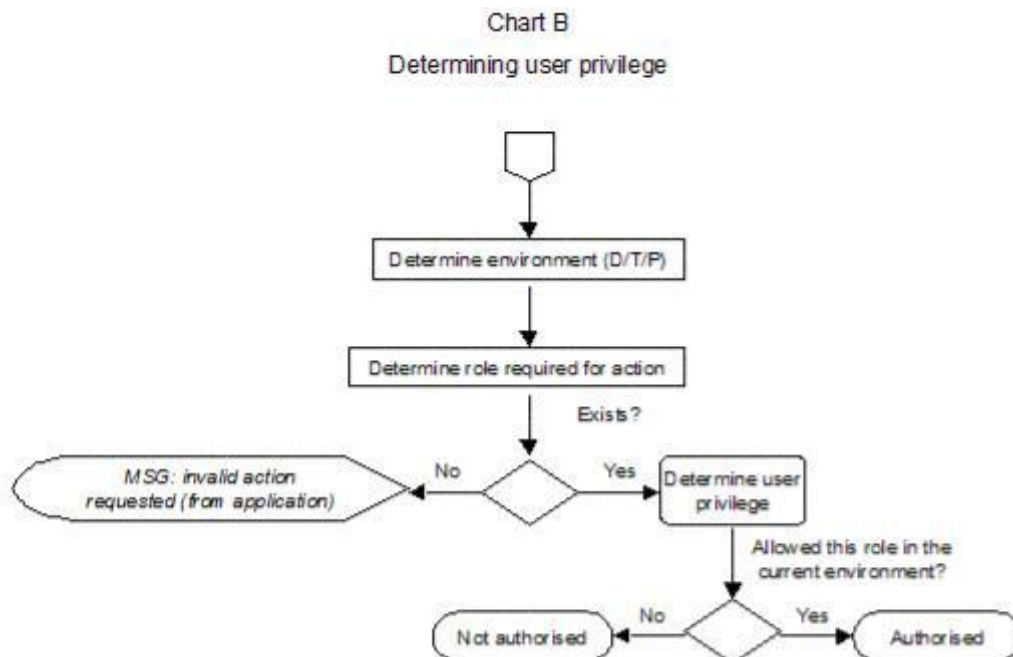 Chart B
Determining user privilege
Determine environment (D/T/P)
Determine role required for action
Exists?
MSG: invalid action
requested (from application)
No
Yes
Determine user
privilege
Allowed this role in the
current environment?
Not authorised
No
Yes
Authorised